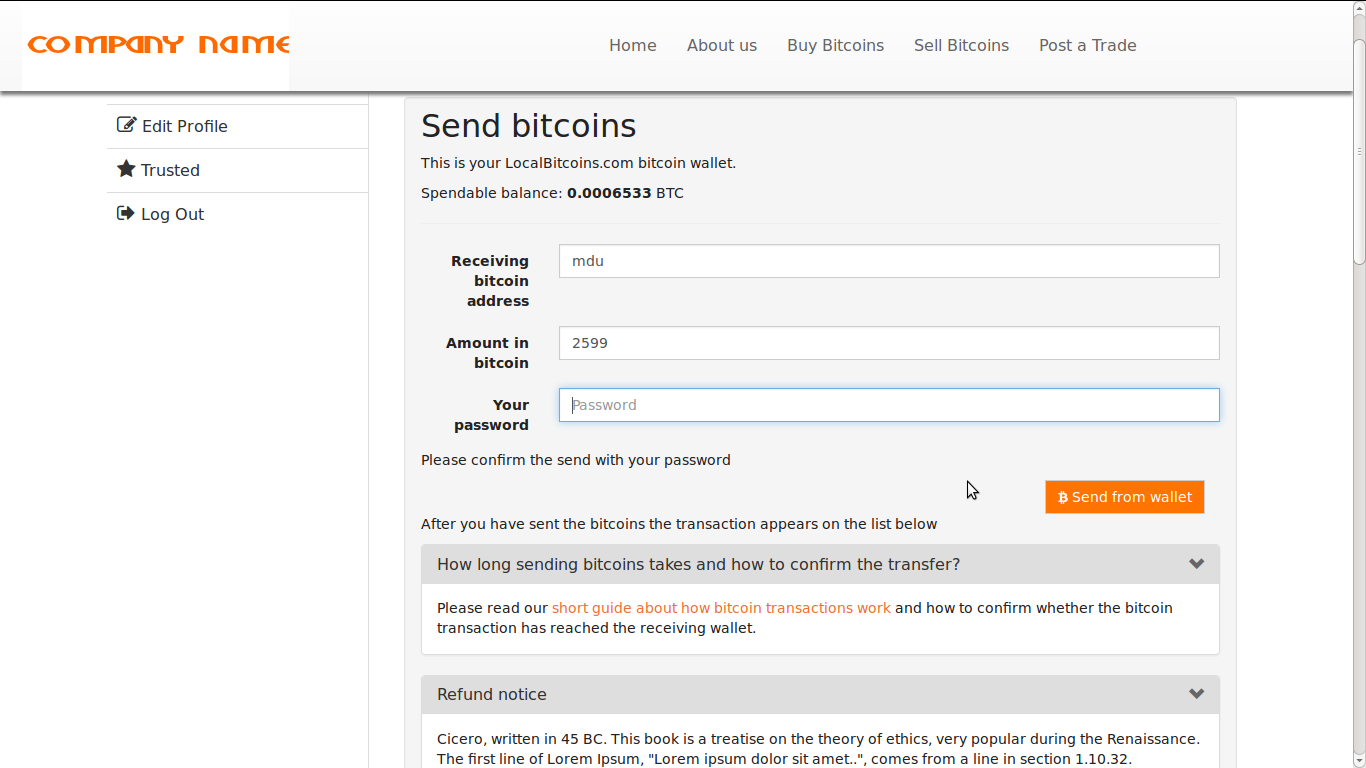 COMPANY NAME
Home About us Buy Bitcoins Sell Bitcoins Post a Trade
Edit Profile
Trusted
Log Out
Send bitcoins
This is your LocalBitcoins.com bitcoin wallet.
Spendable balance: 0.0006533 BTC
Receiving bitcoin address
mdu
Amount in bitcoin
2599
Your password
Password
Please confirm the send with your password
Send from wallet
After you have sent the bitcoins the transaction appears on the list below
How long sending bitcoins takes and how to confirm the transfer?
Please read our short guide about how bitcoin transactions work and how to confirm whether the bitcoin
transaction has reached the receiving wallet.
Refund notice
Cicero, written in 45 BC. This book is a treatise on the theory of ethics, very popular during the Renaissance.
The first line of Lorem Ipsum, "Lorem ipsum dolor sit amet..", comes from a line in section 1.10.32.